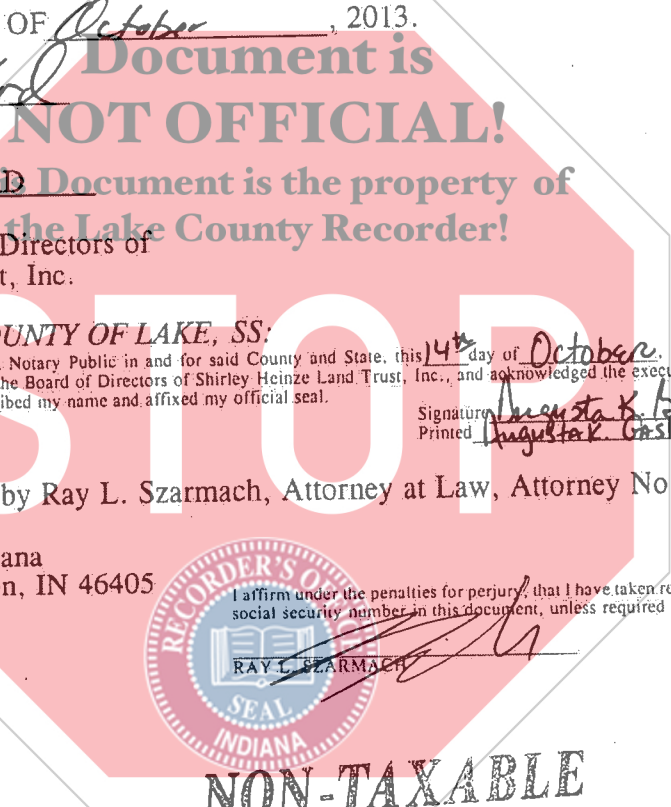 OF October, 2013.
Document is
NOT OFFICIAL!
Document is the property of
the Lake County Recorder!
Directors of
t, Inc.
STOP
OUNTY OF LAKE, SS:
Notary Public in and for said County and State, this 14th day of October,
he Board of Directors of Shirley Heinze Land Trust, Inc., and acknowledged the execu
ibed my name and affixed my official seal.
Signature Augusta K.
Printed Augusta K. GAS
by Ray L. Szarmach, Attorney at Law, Attorney No
ana
n, IN 46405
RECORDER'S OFFICE
SEAL
INDIANA
I affirm under the penalties for perjury, that I have taken re
social security number in this document, unless required
RAY L. SZARMACH
NON-TAXABLE